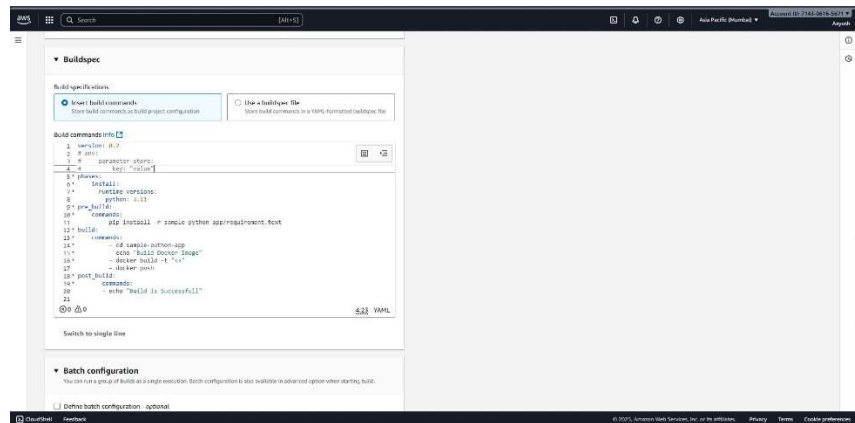 aws
Search
[Alt+S]
Asia Pacific (Mumbai)
Aayush
Buildspec
Build specifications
Insert build commands
Store build commands as build project configuration
Use a buildspec file
Store build commands in a YAML-formatted buildspec file
Build commands Info
1 version: 0.2
2 # env:
3 # parameter store:
4 # key: "value"
5 phases:
6 install:
7 runtime versions:
8 python: 3.11
9 pre_build:
10 commands:
11 pip install -r sample python app/requirement.text
12 build:
13 commands:
14 - cd sample-python-app
15 echo "Build Docker Image"
16 - docker build -t
17 - docker push
18 post_build:
19 commands:
20 - echo "Build is Successfull"
21
0 0
4:23 YAML
Switch to single line
Batch configuration
You can run a group of builds as a single execution. Batch configuration is also available in advanced option when starting build.
Define batch configuration - optional
CloudShell Feedback
© 2025, Amazon Web Services, Inc. or its affiliates. Privacy Terms Cookie preferences